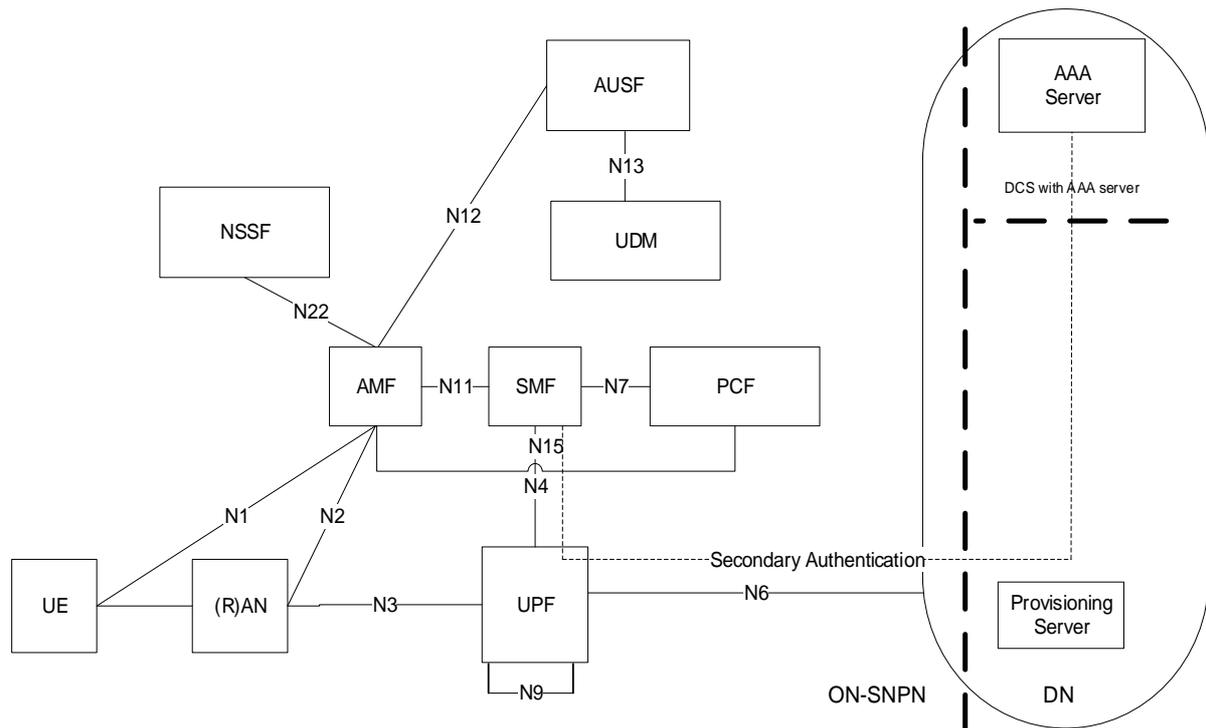 AAA
Server
AUSF
N13
DCS with AAA server
N12
NSSF
UDM
N22
AMF
N11
SMF
N7
PCF
N15
N4
N1
N2
Secondary Authentication
UE
(R)AN
N3
UPF
N6
Provisioning
Server
N9
ON-SNPN
DN